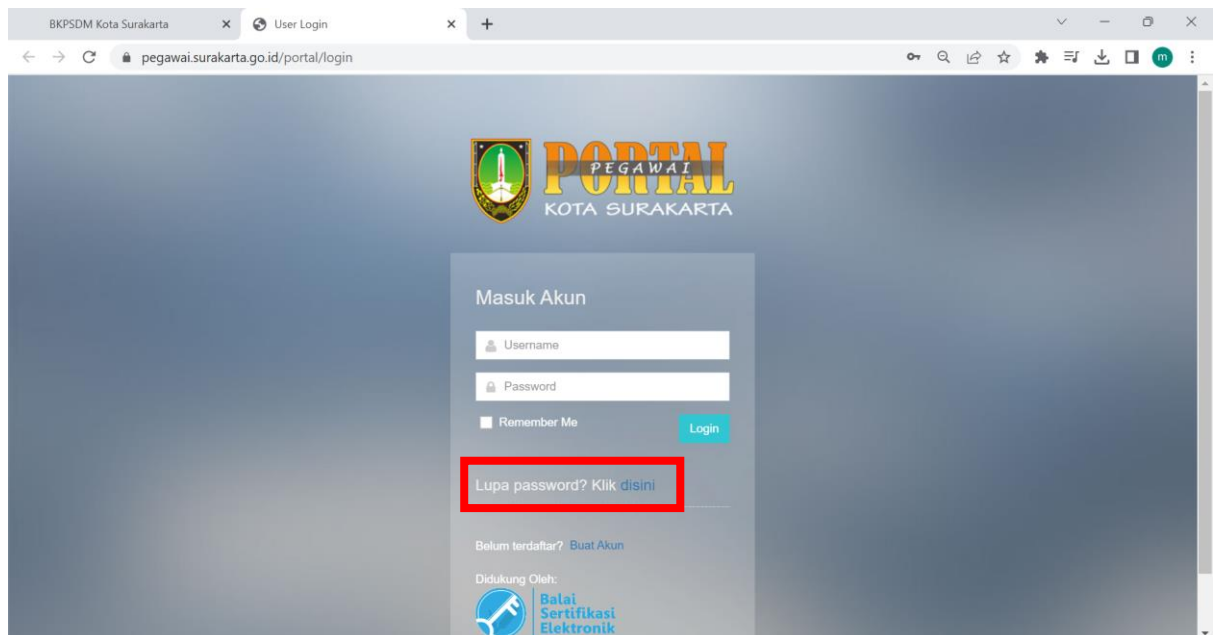 BKPSDM Kota Surakarta
User Login
pegawai.surakarta.go.id/portal/login
m
PORTAL
PEGAWAI
KOTA SURAKARTA
Masuk Akun
Username
Password
Remember Me
Login
Lupa password? Klik disini
Belum terdaftar? Buat Akun
Didukung Oleh:
Balai
Sertifikasi
Elektronik